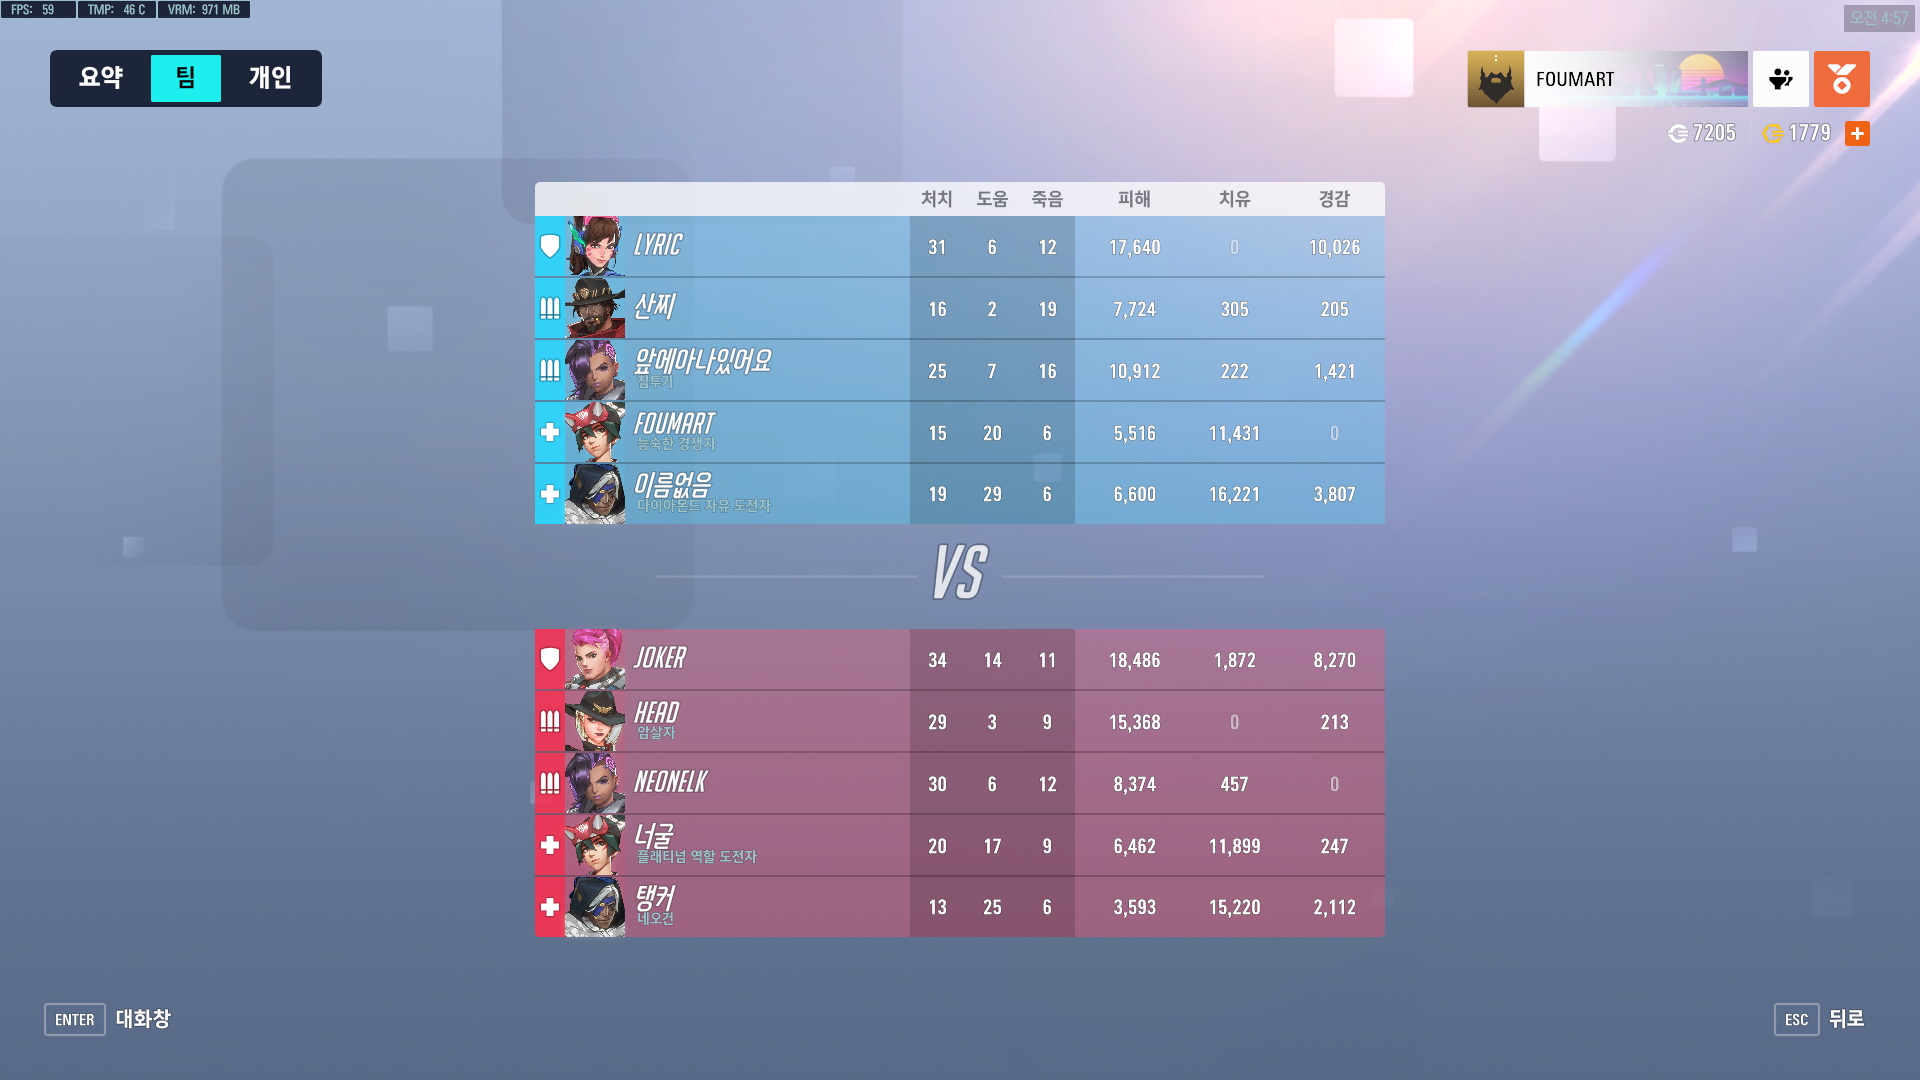 FPS: 59 TMP: 46 C VRM: 971 MB
오전 4:57
요약 팀 개인
FOUMART
7205 1779
처치 도움 죽음 피해 치유 경감
LYRIC 31 6 12 17,640 0 10,026
산찌 16 2 19 7,724 305 205
앞에아나있어요 25 7 16 10,912 222 1,421
침투기
FOUMART 15 20 6 5,516 11,431 0
능숙한 경쟁자
이름없음 19 29 6 6,600 16,221 3,807
다이아몬드 자유 도전자
VS
JOKER 34 14 11 18,486 1,872 8,270
HEAD 29 3 9 15,368 0 213
암살자
NEONELK 30 6 12 8,374 457 0
너굴 20 17 9 6,462 11,899 247
플래티넘 역할 도전자
탱커 13 25 6 3,593 15,220 2,112
네오건
ENTER 대화창
ESC 뒤로